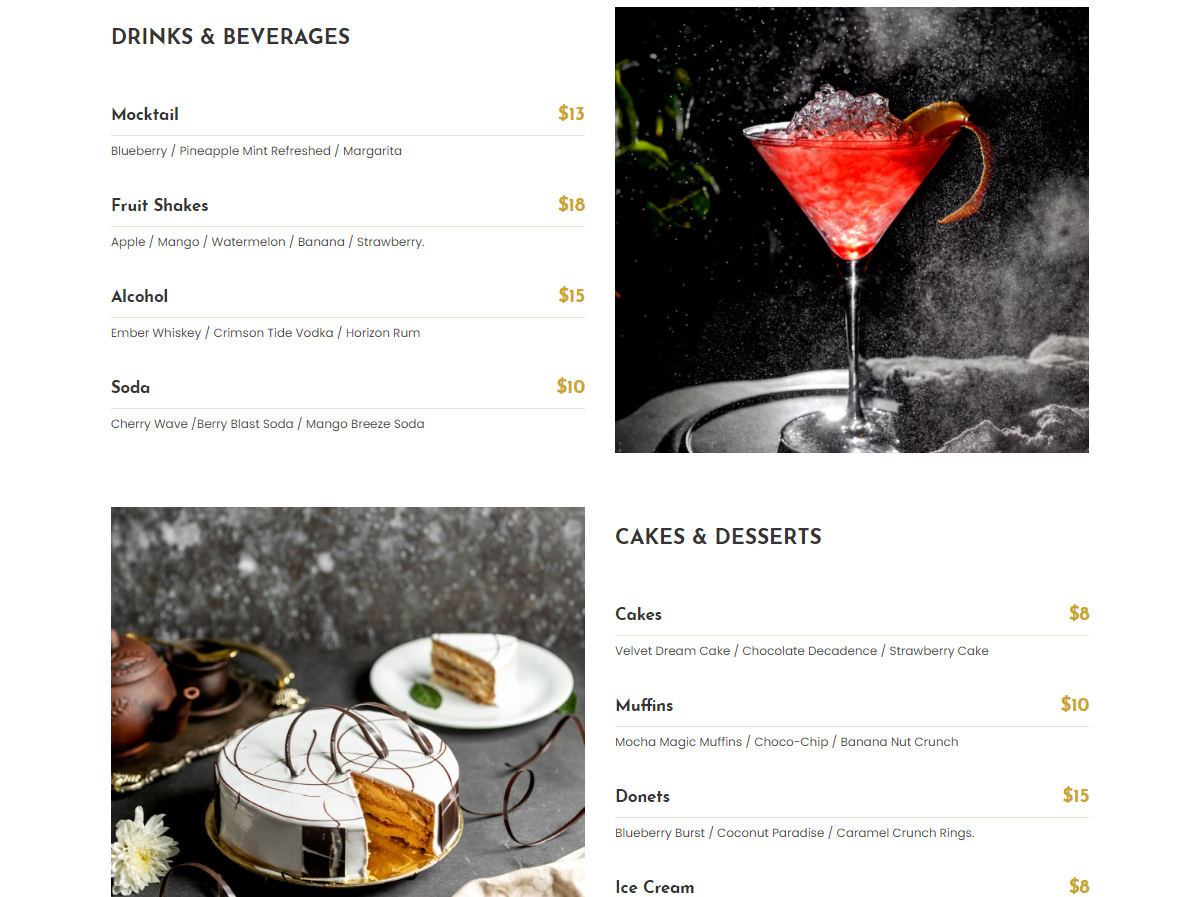 DRINKS & BEVERAGES
Mocktail $13
Blueberry / Pineapple Mint Refreshed / Margarita
Fruit Shakes $18
Apple / Mango / Watermelon / Banana / Strawberry.
Alcohol $15
Ember Whiskey / Crimson Tide Vodka / Horizon Rum
Soda $10
Cherry Wave /Berry Blast Soda / Mango Breeze Soda
CAKES & DESSERTS
Cakes $8
Velvet Dream Cake / Chocolate Decadence / Strawberry Cake
Muffins $10
Mocha Magic Muffins / Choco-Chip / Banana Nut Crunch
Donets $15
Blueberry Burst / Coconut Paradise / Caramel Crunch Rings.
Ice Cream $8